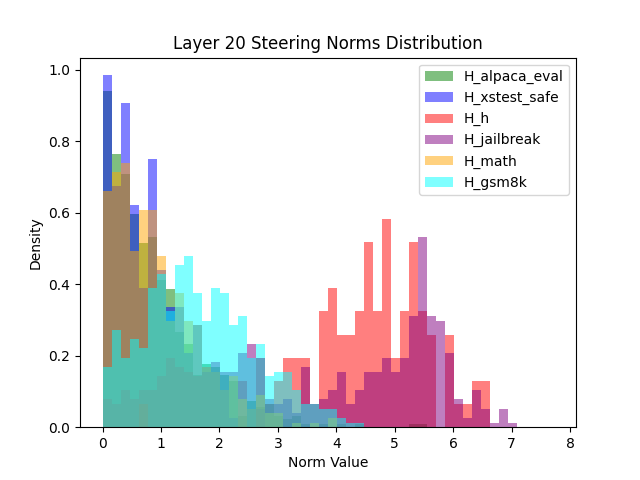 Layer 20 Steering Norms Distribution
1.0
0.8
0.6
0.4
0.2
0.0
Density
H_alpaca_eval
H_xstest_safe
H_h
H_jailbreak
H_math
H_gsm8k
0 1 2 3 4 5 6 7 8
Norm Value